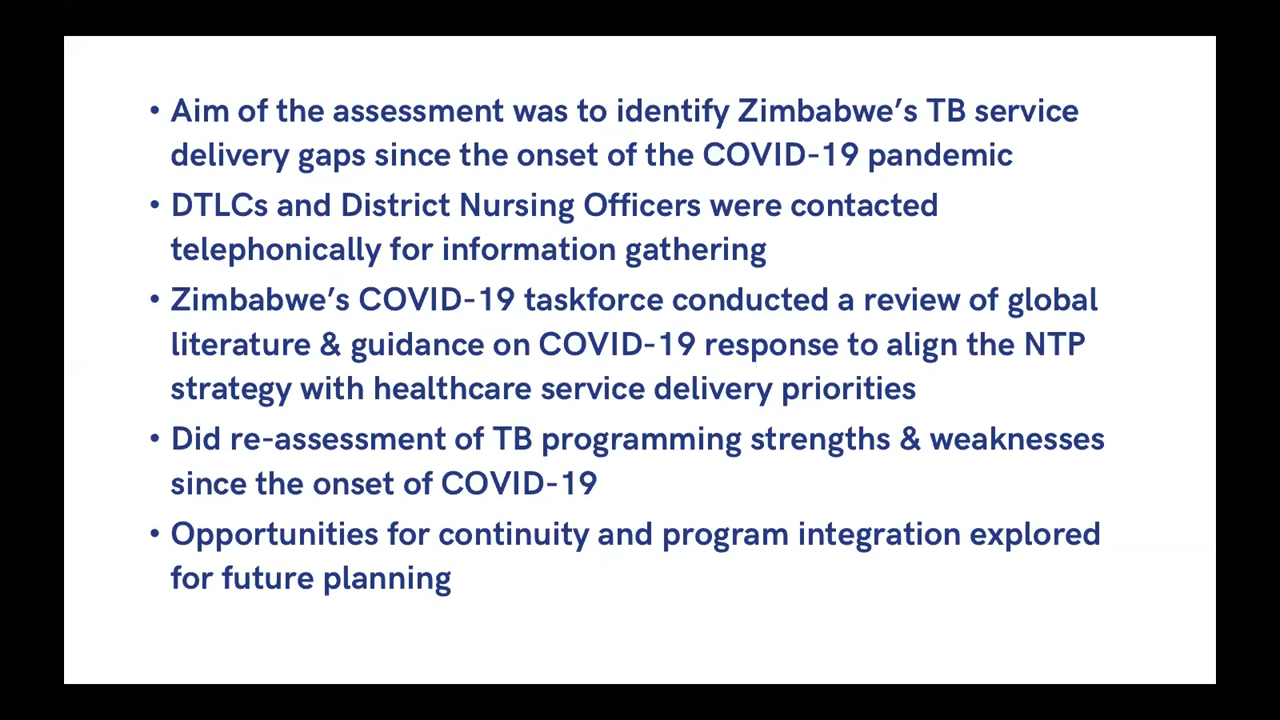 • Aim of the assessment was to identify Zimbabwe's TB service
delivery gaps since the onset of the COVID-19 pandemic
• DTLCs and District Nursing Officers were contacted
telephonically for information gathering
• Zimbabwe's COVID-19 taskforce conducted a review of global
literature & guidance on COVID-19 response to align the NTP
strategy with healthcare service delivery priorities
• Did re-assessment of TB programming strengths & weaknesses
since the onset of COVID-19
• Opportunities for continuity and program integration explored
for future planning